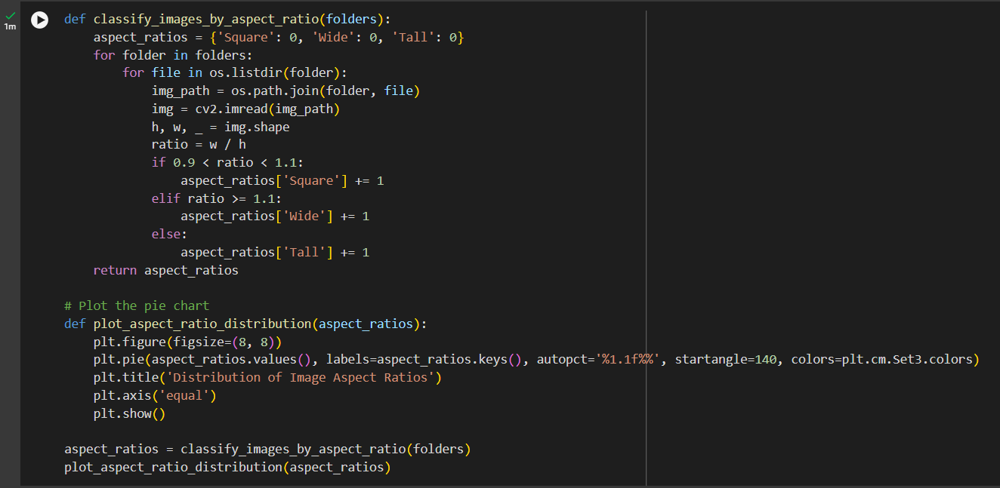 1m
def classify_images_by_aspect_ratio(folders):
    aspect_ratios = {'Square': 0, 'Wide': 0, 'Tall': 0}
    for folder in folders:
        for file in os.listdir(folder):
            img_path = os.path.join(folder, file)
            img = cv2.imread(img_path)
            h, w, _ = img.shape
            ratio = w / h
            if 0.9 < ratio < 1.1:
                aspect_ratios['Square'] += 1
            elif ratio >= 1.1:
                aspect_ratios['Wide'] += 1
            else:
                aspect_ratios['Tall'] += 1
    return aspect_ratios

# Plot the pie chart
def plot_aspect_ratio_distribution(aspect_ratios):
    plt.figure(figsize=(8, 8))
    plt.pie(aspect_ratios.values(), labels=aspect_ratios.keys(), autopct='%1.1f%%', startangle=140, colors=plt.cm.Set3.colors)
    plt.title('Distribution of Image Aspect Ratios')
    plt.axis('equal')
    plt.show()

aspect_ratios = classify_images_by_aspect_ratio(folders)
plot_aspect_ratio_distribution(aspect_ratios)